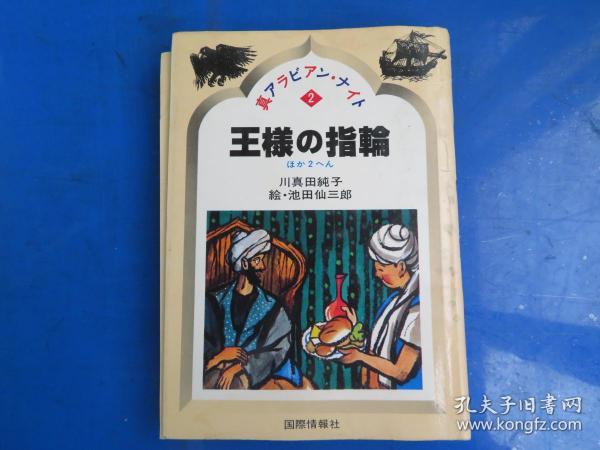 真アラビアン・ナイト
2
王様の指輪
ほか2へん
川真田純子
絵・池田仙三郎
国際情報社
孔夫子旧书网
www.kongfz.com